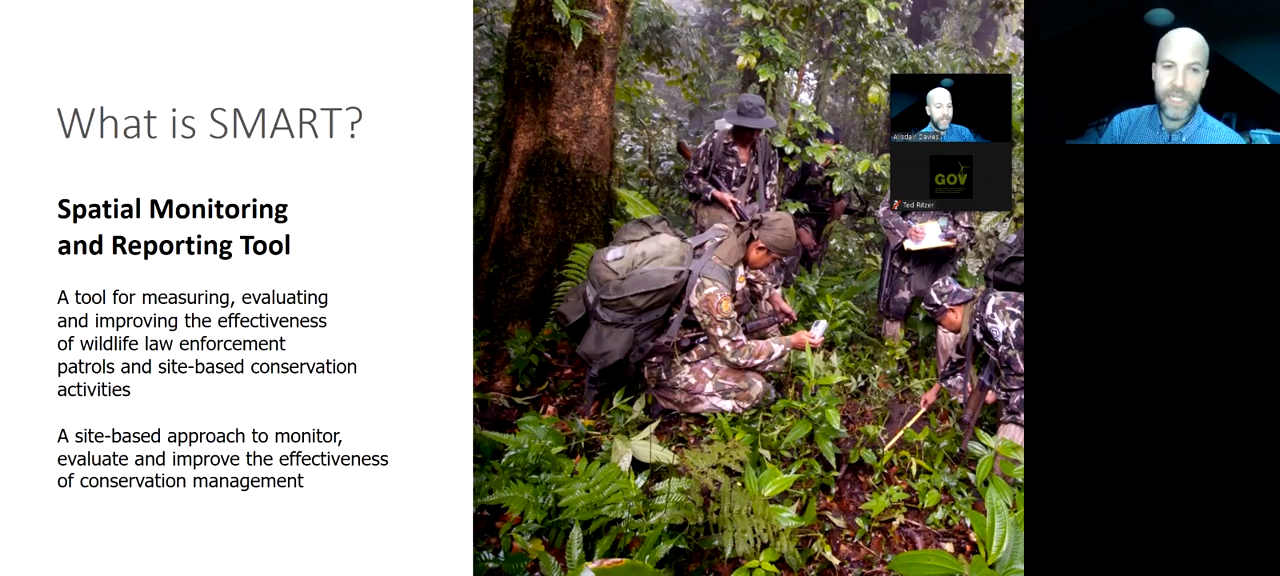 What is SMART?
Spatial Monitoring
and Reporting Tool
A tool for measuring, evaluating
and improving the effectiveness
of wildlife law enforcement
patrols and site-based conservation
activities
A site-based approach to monitor,
evaluate and improve the effectiveness
of conservation management
Alisdair Davies
GOV
Ted Ritzer